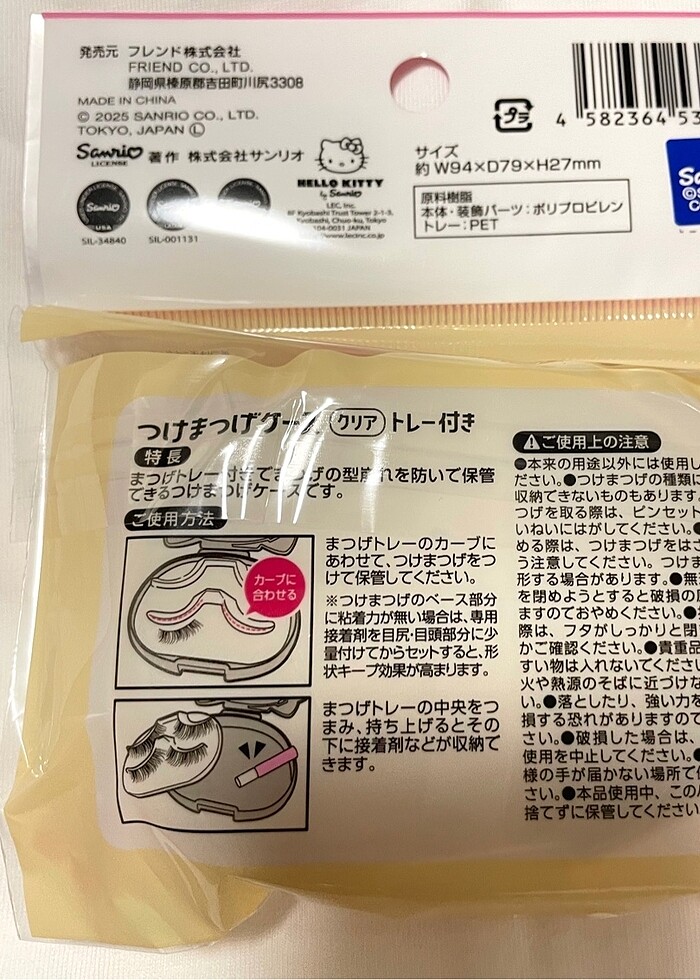 発売元 フレンド株式会社
FRIEND CO., LTD.
静岡県榛原郡吉田町川尻3308
MADE IN CHINA
© 2025 SANRIO CO., LTD.
TOKYO, JAPAN Ⓛ
Sanrio 著作 株式会社サンリオ
LICENSE
Sanrio
SIL-34840
SIL-001131
HELLO KITTY
by Sanrio
LEC, Inc.
Kyobashi Trust Tower 2-1-3,
Kyobashi, Chuo-ku, Tokyo
104-0031 JAPAN
www.lecinc.co.jp
プラ
4 582364 53
サイズ
約 W94×D79×H27mm
原料樹脂
本体・装飾パーツ：ポリプロピレン
トレー：PET
つけまつげケース クリア トレー付き
特長
まつげトレー付きでまつげの型崩れを防いで保管
できるつけまつげケースです。
ご使用方法
カーブに
合わせる
まつげトレーのカーブに
あわせて、つけまつげをつ
けて保管してください。
※つけまつげのベース部分
に粘着力が無い場合は、専用
接着剤を目尻・目頭部分に少
量付けてからセットすると、形
状キープ効果が高まります。
まつげトレーの中央をつ
まみ、持ち上げるとその
下に接着剤などが収納で
きます。
ご使用上の注意
●本来の用途以外には使用し
ださい。●つけまつげの種類に
収納できないものもあります
つげを取る際は、ピンセット
いねいにはがしてください。
める際は、つけまつげをはさ
う注意してください。つけま
形する場合があります。●無
を閉めようとすると破損の
ますのでおやめください。●
際は、フタがしっかりと閉
かご確認ください。●貴重品
すい物は入れないでください
火や熱源のそばに近づけな
い。●落としたり、強い力を
損する恐れがありますので
さい。●破損した場合は、
使用を中止してください。
様の手が届かない場所で
さい。●本品使用中、この
捨てずに保管してください